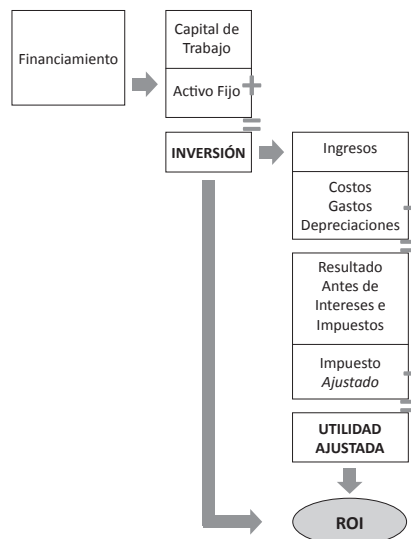 Financiamiento
Capital de
Trabajo
Activo Fijo
+
=
INVERSIÓN
Ingresos
Costos
Gastos
Depreciaciones
-
=
Resultado
Antes de
Intereses e
Impuestos
Impuesto
Ajustado
-
=
UTILIDAD
AJUSTADA
ROI